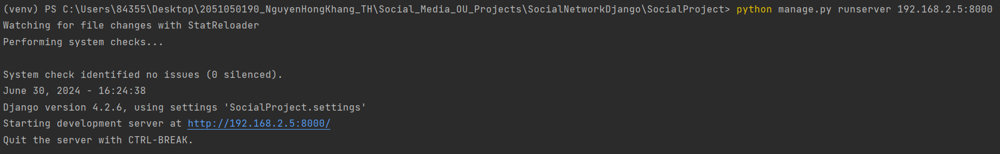 (venv) PS C:\Users\84355\Desktop\2051050190_NguyenHongKhang_TH\Social_Media_OU_Projects\SocialNetworkDjango\SocialProject> python manage.py runserver 192.168.2.5:8000
Watching for file changes with StatReloader
Performing system checks...
System check identified no issues (0 silenced).
June 30, 2024 - 16:24:38
Django version 4.2.6, using settings 'SocialProject.settings'
Starting development server at http://192.168.2.5:8000/
Quit the server with CTRL-BREAK.